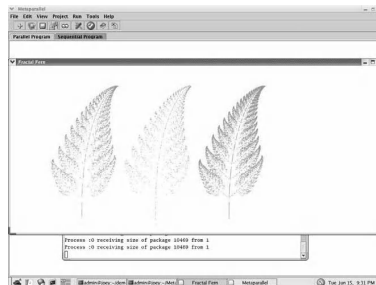 Metaparallel
File Edit View Project Run Tools Help
Parallel Program Sequential Program
Fractal Fern
Process :0 receiving size of package 10469 from 1
Process :0 receiving size of package 10469 from 1
Fractal Fern
Metaparallel
Tue Jan 15, 9:31 PM